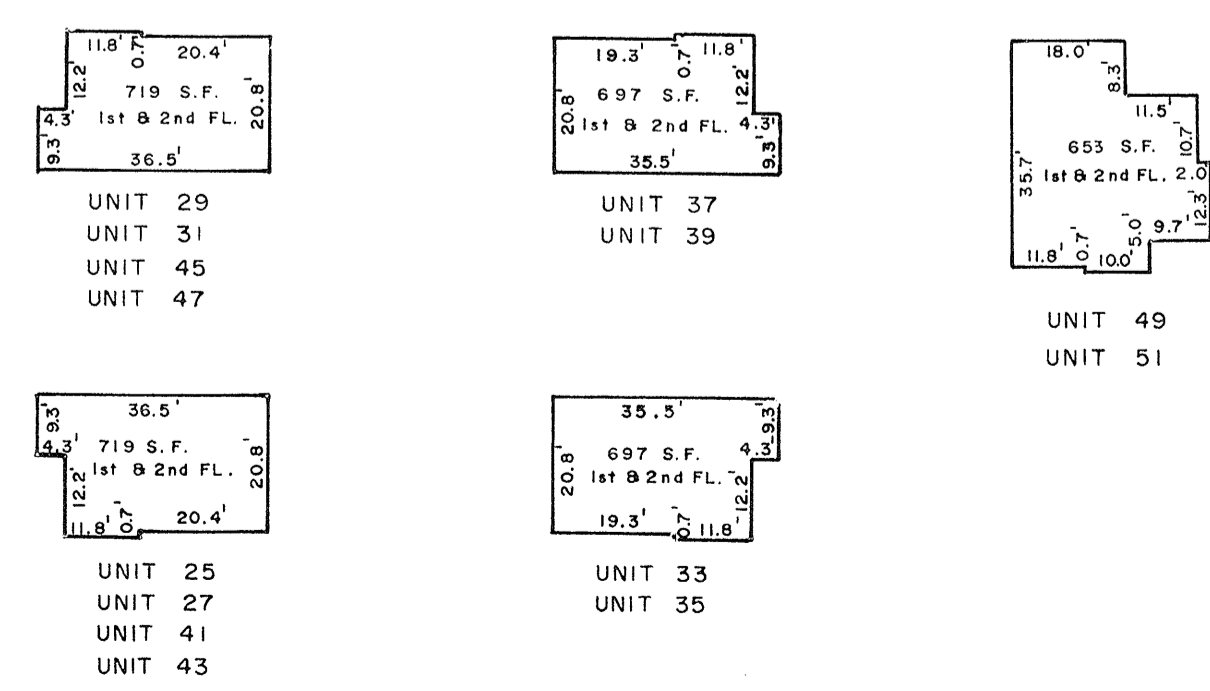 11.8' 0.7' 20.4'
12.2' 719 S.F.
4.3' 1st & 2nd FL. 20.8'
9.3' 36.5'
UNIT 29
UNIT 31
UNIT 45
UNIT 47
19.3' 0.7' 11.8'
20.8' 697 S.F. 12.2'
1st & 2nd FL. 4.3'
35.5' 9.3'
UNIT 37
UNIT 39
18.0' 8.3'
11.5'
653 S.F. 10.7'
35.7' 1st & 2nd FL. 2.0'
12.3'
11.8' 0.7' 10.0' 5.0' 9.7'
UNIT 49
UNIT 51
9.3' 36.5'
4.3' 719 S.F.
12.2' 1st & 2nd FL. 20.8'
11.8' 0.7' 20.4'
UNIT 25
UNIT 27
UNIT 41
UNIT 43
35.5' 9.3'
20.8' 697 S.F. 4.3'
1st & 2nd FL. 12.2'
19.3' 0.7' 11.8'
UNIT 33
UNIT 35